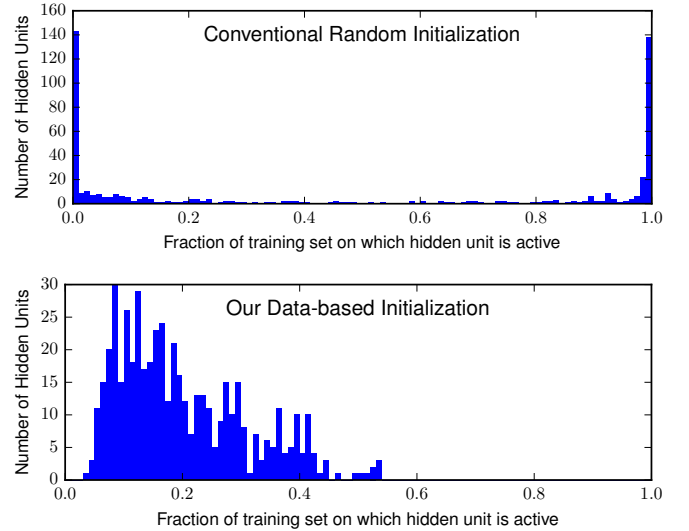 Conventional Random Initialization
Number of Hidden Units
160
140
120
100
80
60
40
20
0
0.0 0.2 0.4 0.6 0.8 1.0
Fraction of training set on which hidden unit is active
Our Data-based Initialization
Number of Hidden Units
30
25
20
15
10
5
0
0.0 0.2 0.4 0.6 0.8 1.0
Fraction of training set on which hidden unit is active